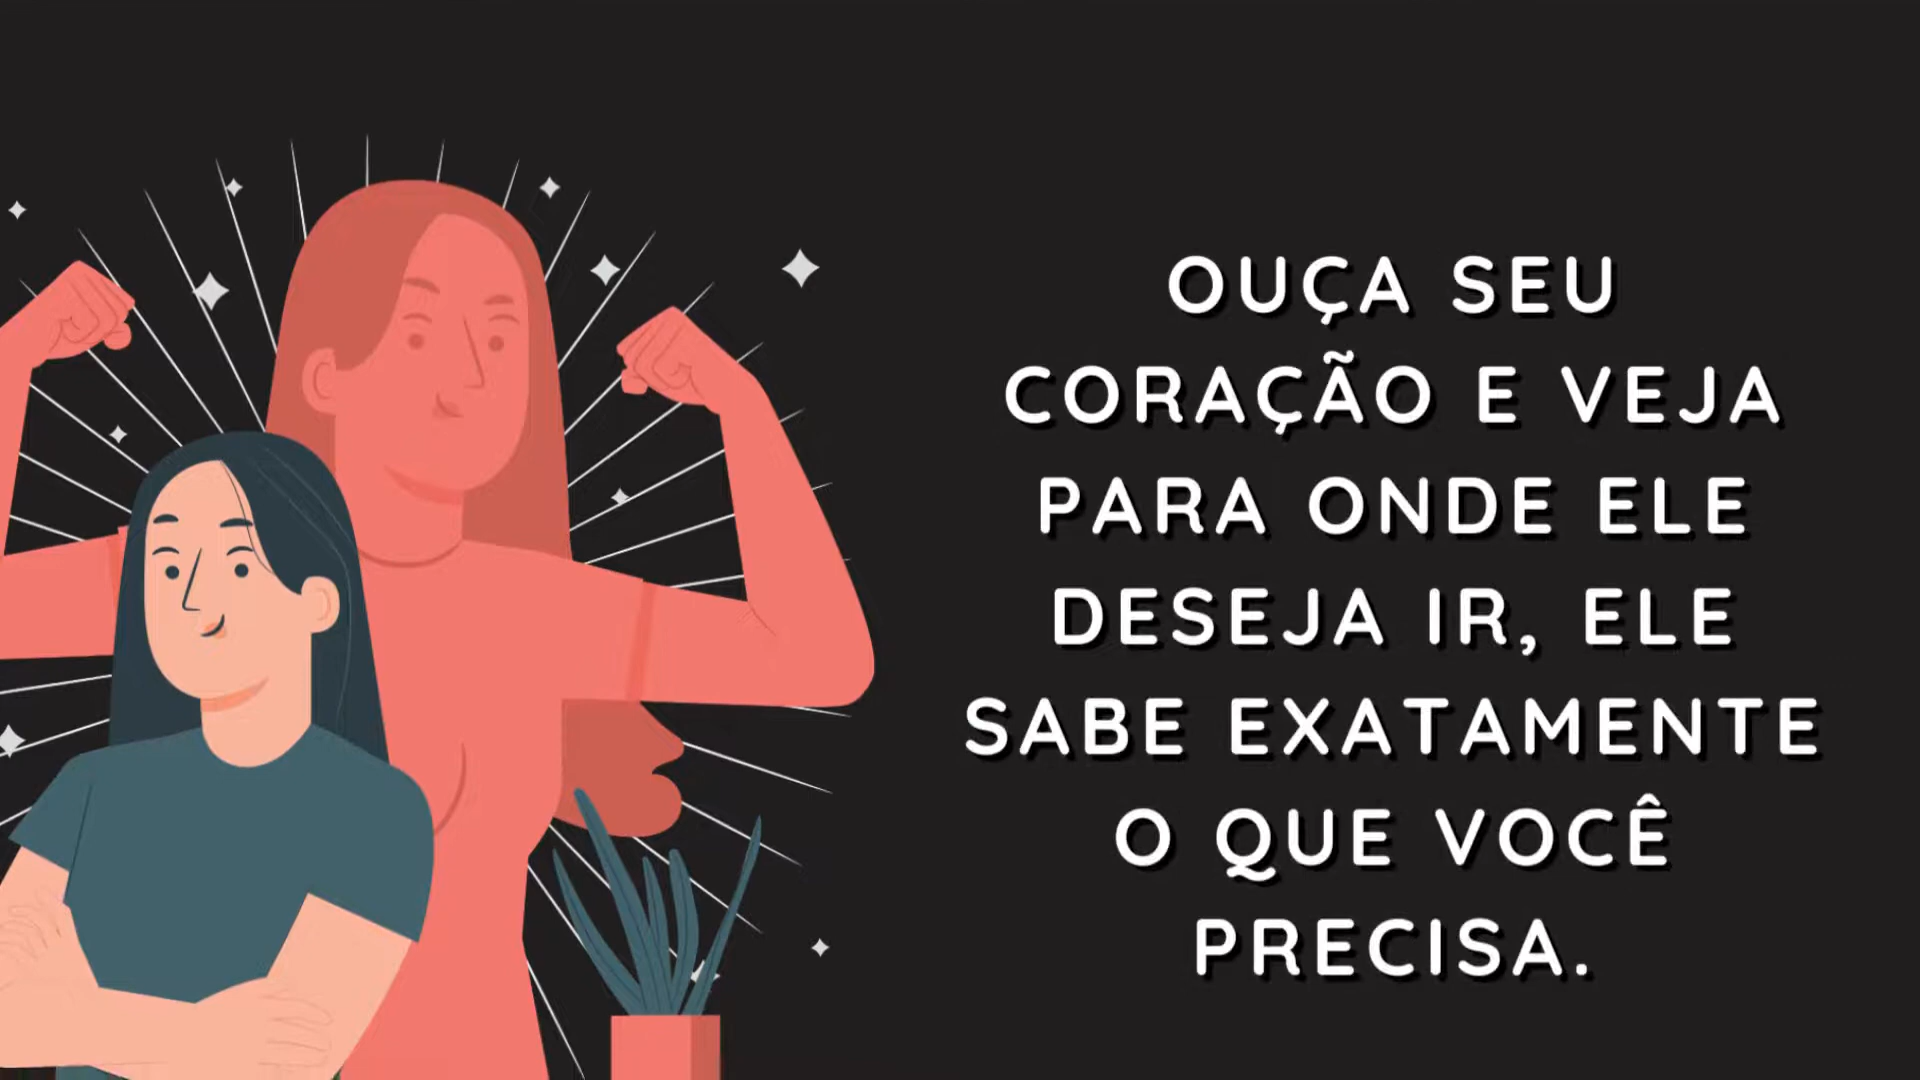 OUÇA SEU
CORAÇÃO E VEJA
PARA ONDE ELE
DESEJA IR, ELE
SABE EXATAMENTE
O QUE VOCÊ
PRECISA.